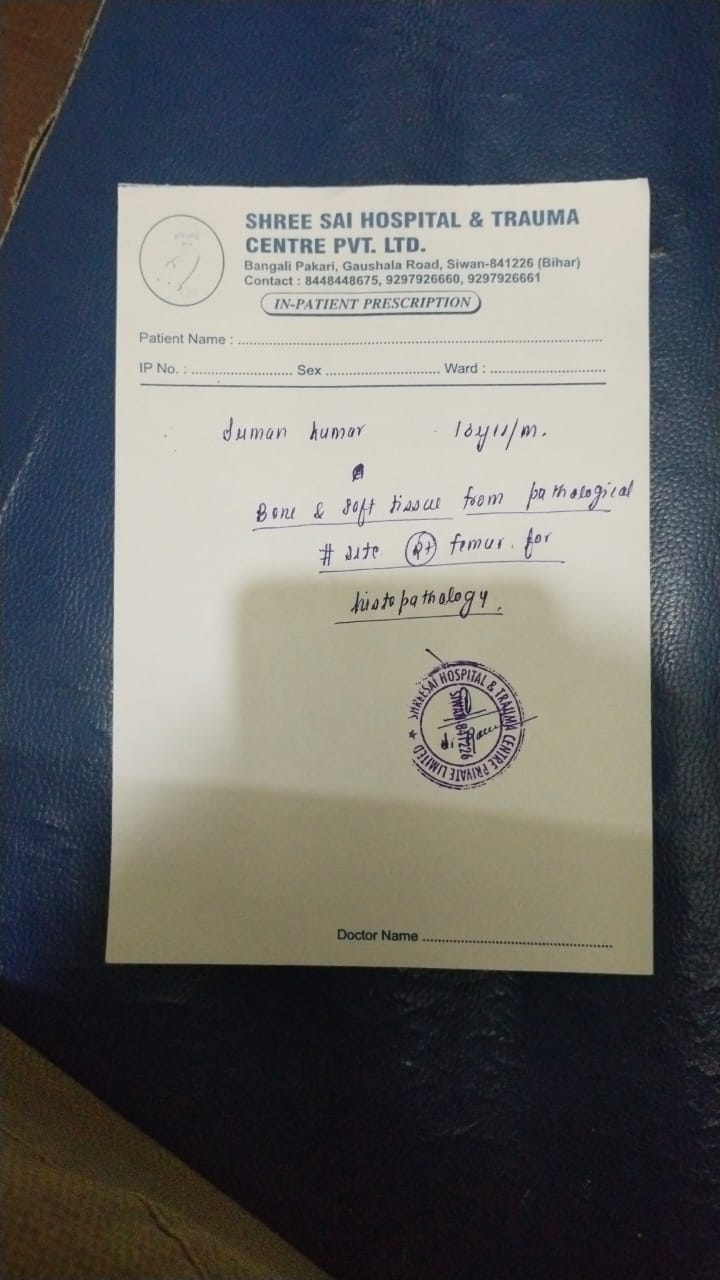 SHREE SAI HOSPITAL & TRAUMA
CENTRE PVT. LTD.
Bangali Pakari, Gaushala Road, Siwan-841226 (Bihar)
Contact : 8448448675, 9297926660, 9297926661
IN-PATIENT PRESCRIPTION
Patient Name :
IP No. : Sex Ward :
Suman kumar
Bone & soft tissue from pathological
# site (Rt) femur. for
histopathology.
SHREESAI HOSPITAL & TRAUMA CENTRE PRIVATE LIMITED ★
SIWAN 841226
Doctor Name